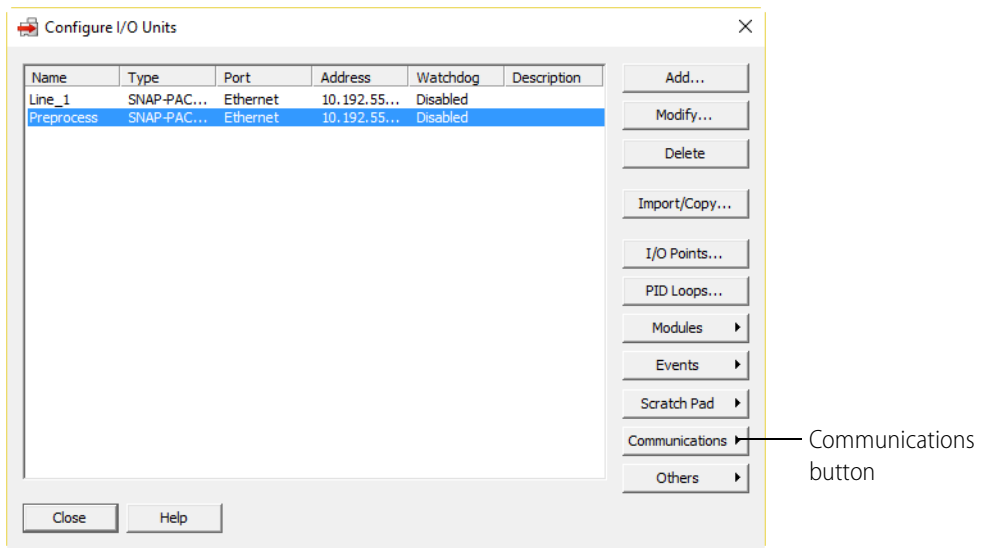 Configure I/O Units
Name Type Port Address Watchdog Description
Line_1 SNAP-PAC... Ethernet 10.192.55... Disabled
Preprocess SNAP-PAC... Ethernet 10.192.55... Disabled
Add...
Modify...
Delete
Import/Copy...
I/O Points...
PID Loops...
Modules
Events
Scratch Pad
Communications
Others
Communications
button
Close Help